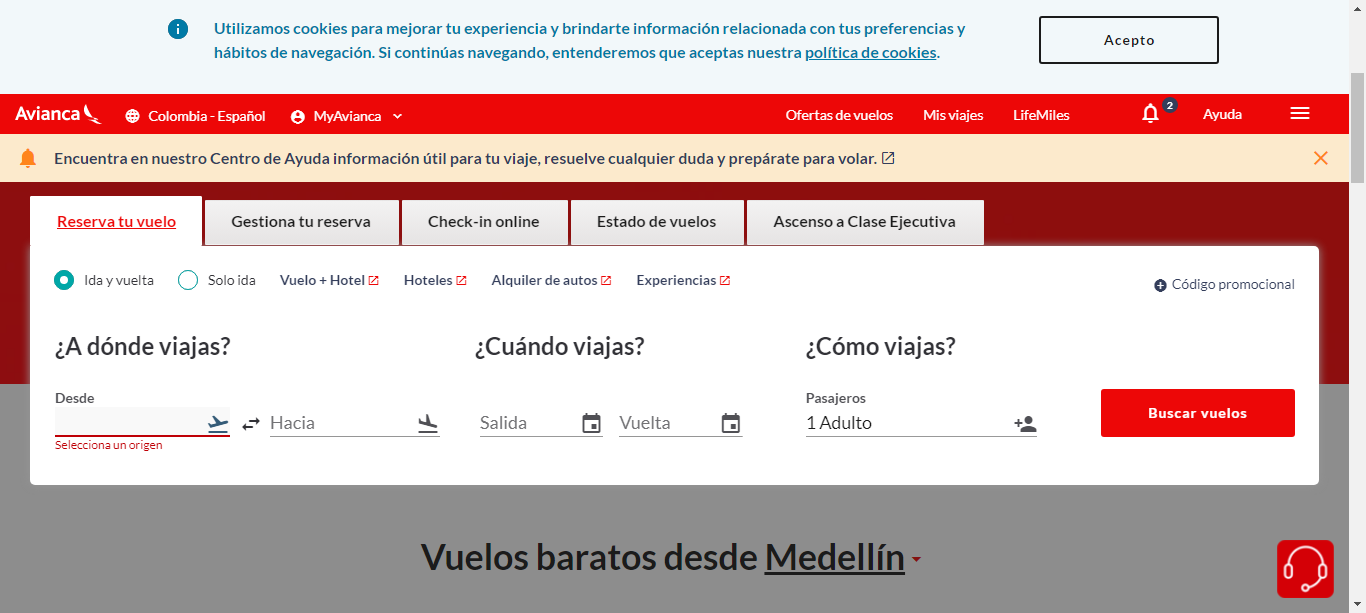 Utilizamos cookies para mejorar tu experiencia y brindarte información relacionada con tus preferencias y
hábitos de navegación. Si continúas navegando, entenderemos que aceptas nuestra política de cookies.
Acepto
Avianca
Colombia - Español
MyAvianca
Ofertas de vuelos
Mis viajes
LifeMiles
2
Ayuda
Encuentra en nuestro Centro de Ayuda información útil para tu viaje, resuelve cualquier duda y prepárate para volar.
Reserva tu vuelo
Gestiona tu reserva
Check-in online
Estado de vuelos
Ascenso a Clase Ejecutiva
Ida y vuelta
Solo ida
Vuelo + Hotel
Hoteles
Alquiler de autos
Experiencias
Código promocional
¿A dónde viajas?
¿Cuándo viajas?
¿Cómo viajas?
Desde
Hacia
Selecciona un origen
Salida
Vuelta
Pasajeros
1 Adulto
Buscar vuelos
Vuelos baratos desde Medellín